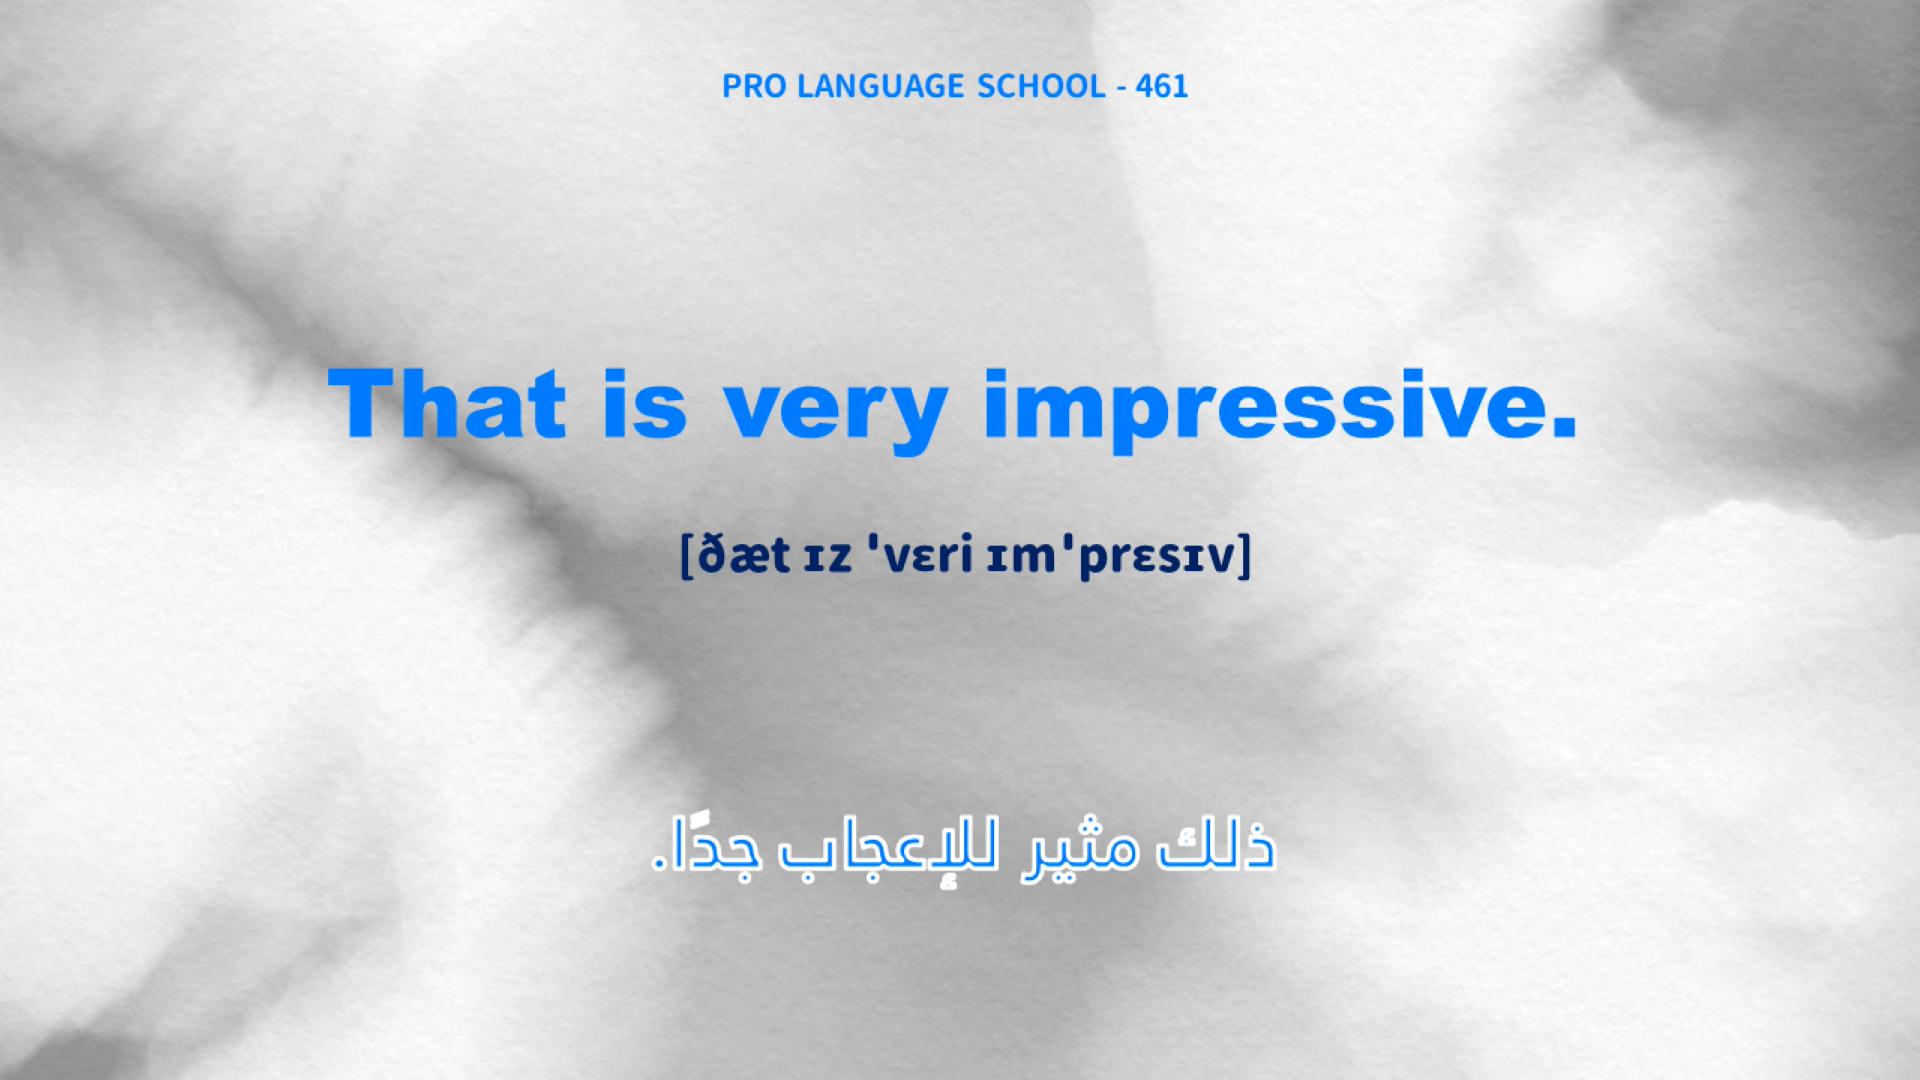 PRO LANGUAGE SCHOOL - 461
That is very impressive.
[ðæt ɪz ˈvɛri ɪmˈprɛsɪv]
ذلك مثير للإعجاب جدًا.